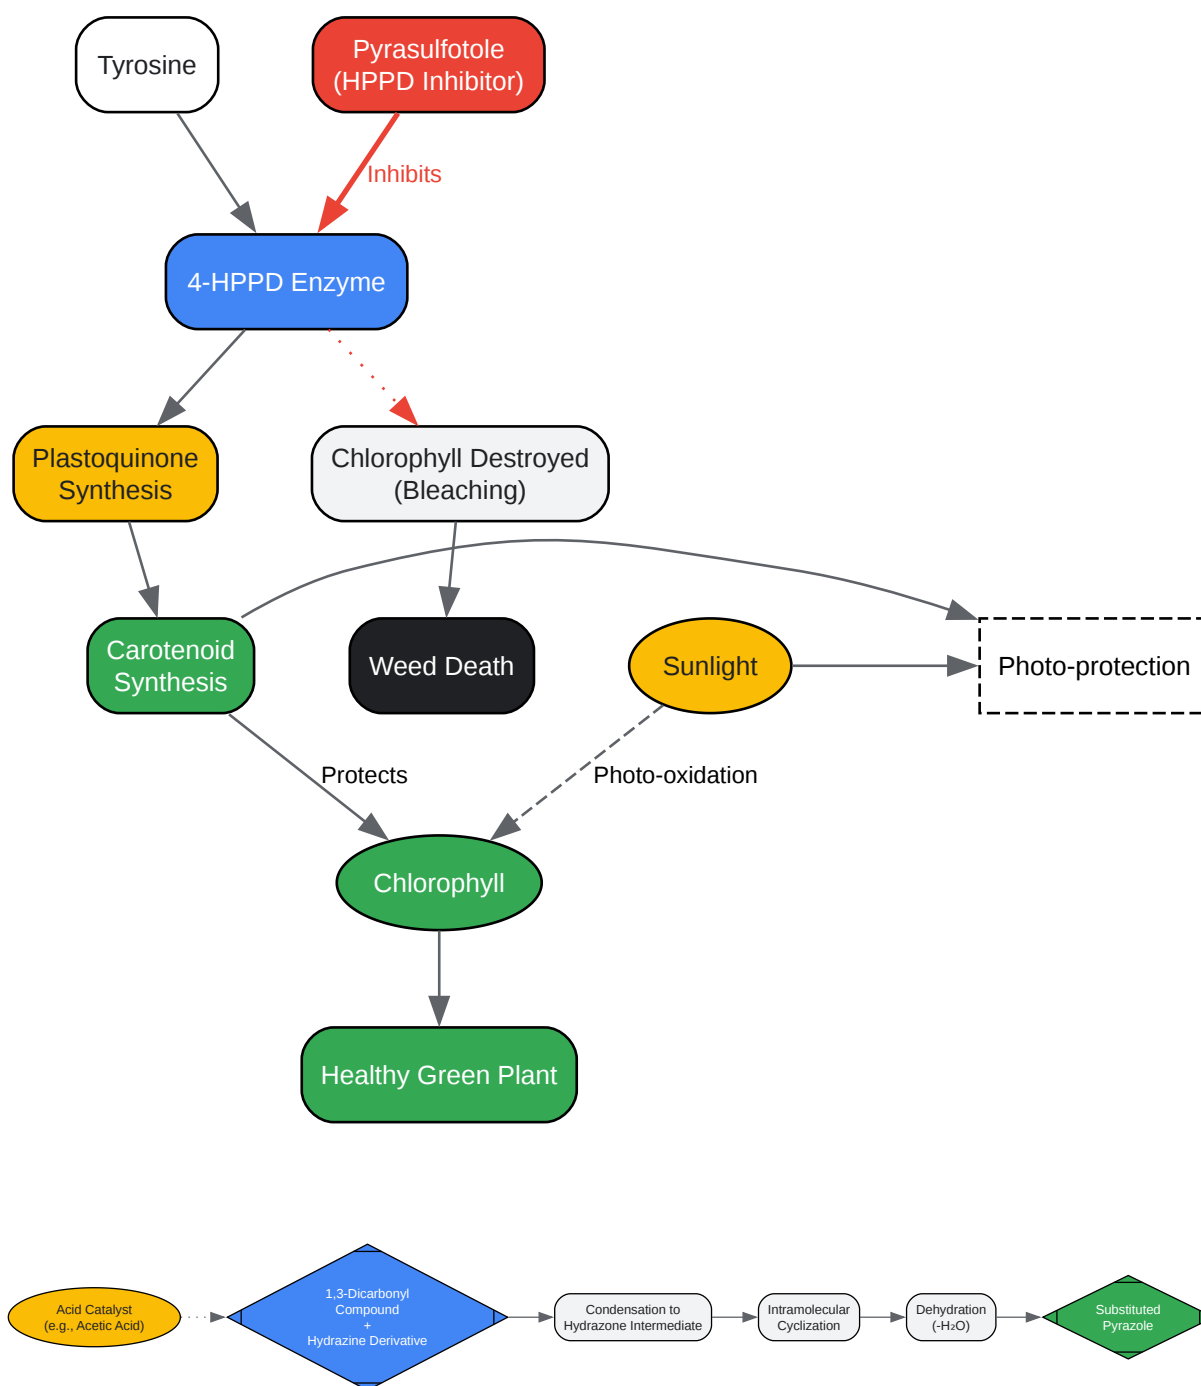 Tyrosine
Pyrasulfotole
(HPPD Inhibitor)
Inhibits
4-HPPD Enzyme
Plastoquinone
Synthesis
Chlorophyll Destroyed
(Bleaching)
Carotenoid
Synthesis
Weed Death
Sunlight
Photo-protection
Protects
Photo-oxidation
Chlorophyll
Healthy Green Plant
Acid Catalyst
(e.g., Acetic Acid)
1,3-Dicarbonyl
Compound
+
Hydrazine Derivative
Condensation to
Hydrazone Intermediate
Intramolecular
Cyclization
Dehydration
(-H₂O)
Substituted
Pyrazole